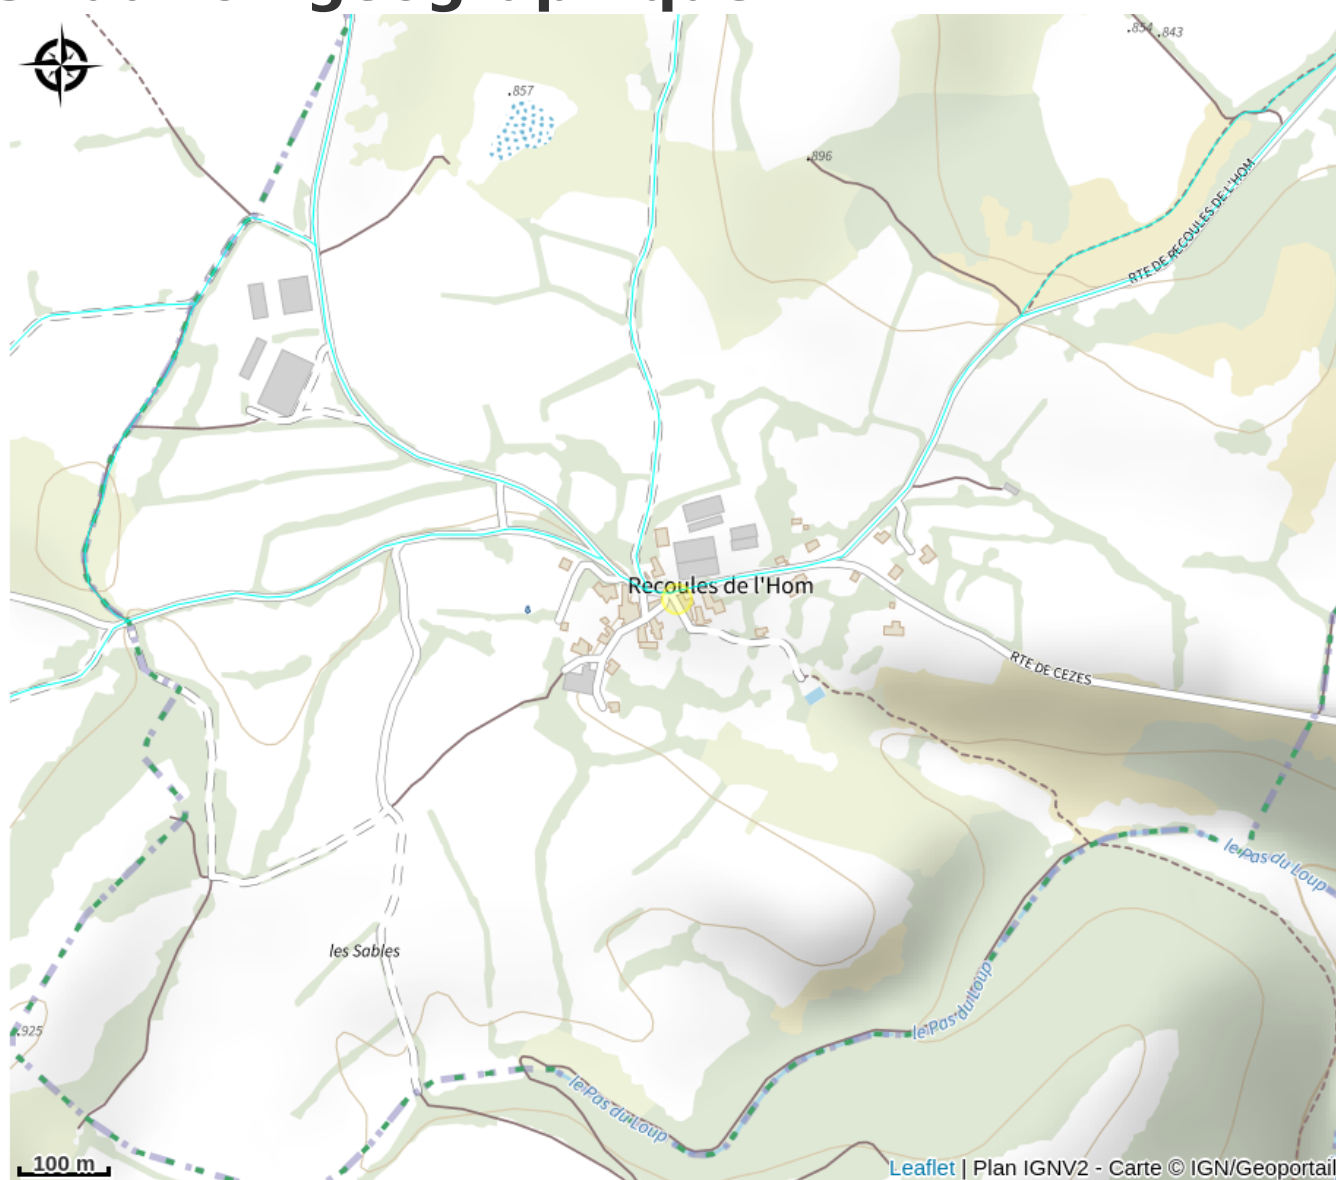 .854 .843
.857
.896
RTE DE RECOULES DE L'HOM
Recoules de l'Hom
RTE DE CEZES
le Pas du Loup
les Sables
le Pas du Loup
.925
le Pas du Loup
100 m
Leaflet | Plan IGNV2 - Carte © IGN/Geoportail